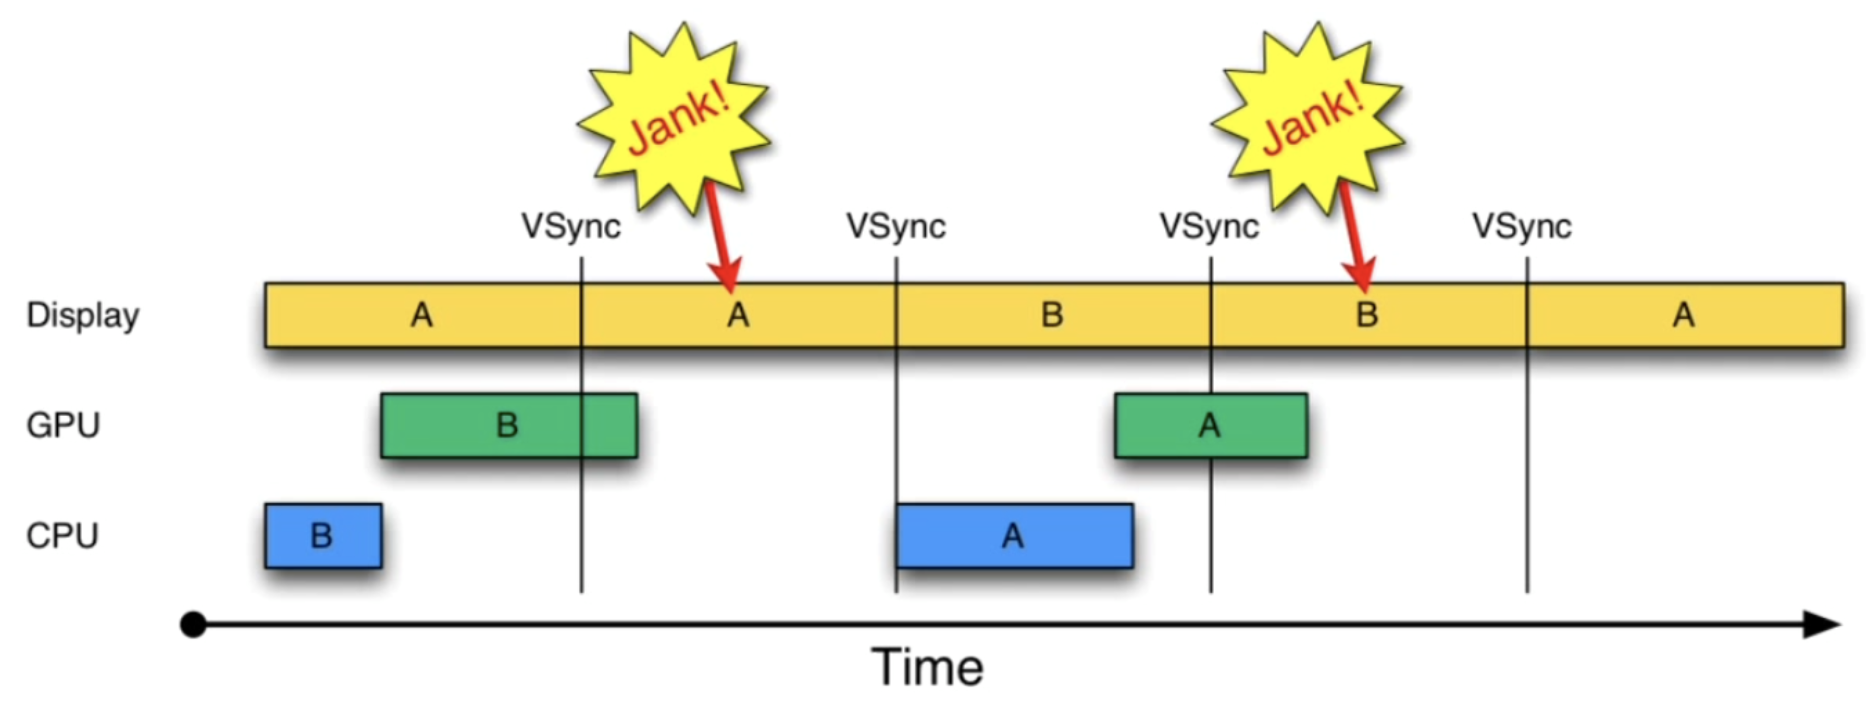 Jank!
Jank!
VSync VSync VSync VSync
Display A A B B A
GPU B A
CPU B A
Time